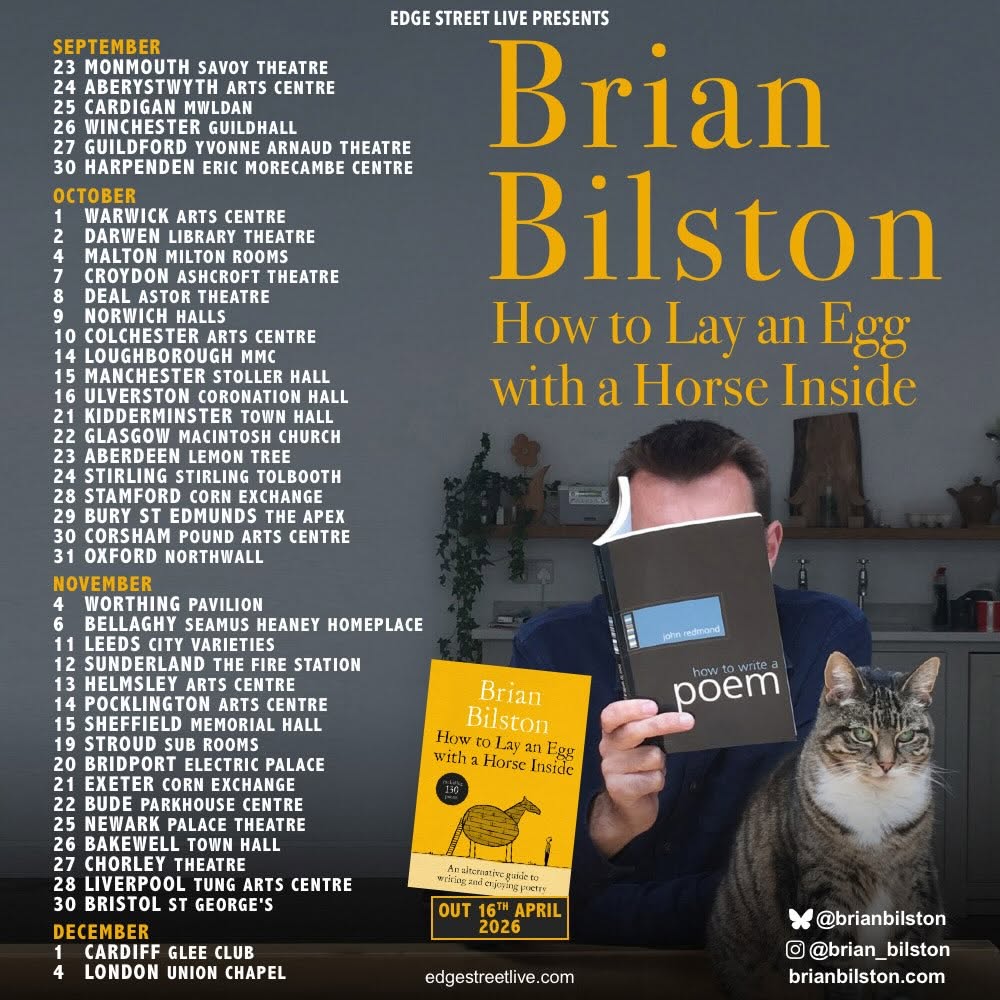 EDGE STREET LIVE PRESENTS
SEPTEMBER
23 MONMOUTH SAVOY THEATRE
24 ABERYSTWYTH ARTS CENTRE
25 CARDIGAN MWLDAN
26 WINCHESTER GUILDHALL
27 GUILDFORD YVONNE ARNAUD THEATRE
30 HARPENDEN ERIC MORECAMBE CENTRE
OCTOBER
1 WARWICK ARTS CENTRE
2 DARWEN LIBRARY THEATRE
4 MALTON MILTON ROOMS
7 CROYDON ASHCROFT THEATRE
8 DEAL ASTOR THEATRE
9 NORWICH HALLS
10 COLCHESTER ARTS CENTRE
14 LOUGHBOROUGH MMC
15 MANCHESTER STOLLER HALL
16 ULVERSTON CORONATION HALL
21 KIDDERMINSTER TOWN HALL
22 GLASGOW MACINTOSH CHURCH
23 ABERDEEN LEMON TREE
24 STIRLING STIRLING TOLBOOTH
28 STAMFORD CORN EXCHANGE
29 BURY ST EDMUNDS THE APEX
30 CORSHAM POUND ARTS CENTRE
31 OXFORD NORTHWALL
NOVEMBER
4 WORTHING PAVILION
6 BELLAGHY SEAMUS HEANEY HOMEPLACE
11 LEEDS CITY VARIETIES
12 SUNDERLAND THE FIRE STATION
13 HELMSLEY ARTS CENTRE
14 POCKLINGTON ARTS CENTRE
15 SHEFFIELD MEMORIAL HALL
19 STROUD SUB ROOMS
20 BRIDPORT ELECTRIC PALACE
21 EXETER CORN EXCHANGE
22 BUDE PARKHOUSE CENTRE
25 NEWARK PALACE THEATRE
26 BAKEWELL TOWN HALL
27 CHORLEY THEATRE
28 LIVERPOOL TUNG ARTS CENTRE
30 BRISTOL ST GEORGE'S
DECEMBER
1 CARDIFF GLEE CLUB
4 LONDON UNION CHAPEL
Brian
Bilston
How to Lay an Egg
with a Horse Inside
john redmond
how to write a
poem
Brian
Bilston
How to Lay an Egg
with a Horse Inside
130
An alternative guide to
writing and enjoying poetry
OUT 16TH APRIL
2026
edgestreetlive.com
@brianbilston
@brian_bilston
brianbilston.com